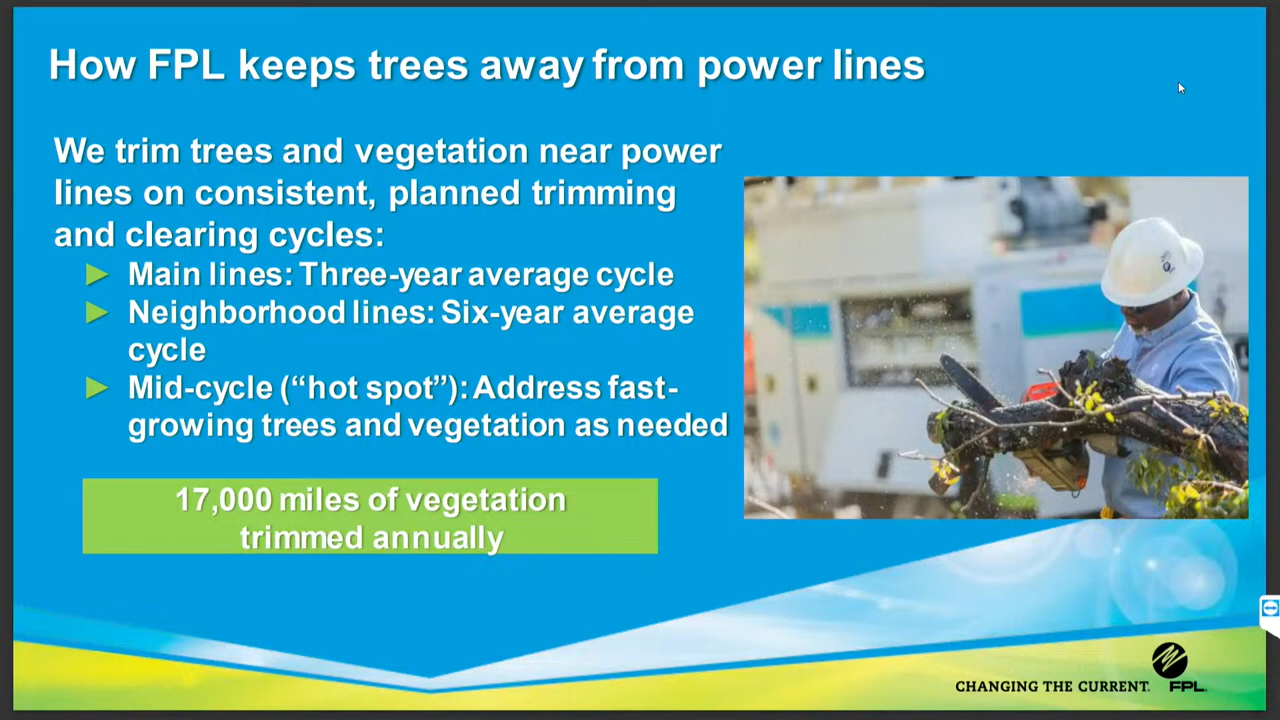 How FPL keeps trees away from power lines
We trim trees and vegetation near power
lines on consistent, planned trimming
and clearing cycles:
Main lines: Three-year average cycle
Neighborhood lines: Six-year average
cycle
Mid-cycle (“hot spot”): Address fast-
growing trees and vegetation as needed
17,000 miles of vegetation
trimmed annually
CHANGING THE CURRENT. FPL.